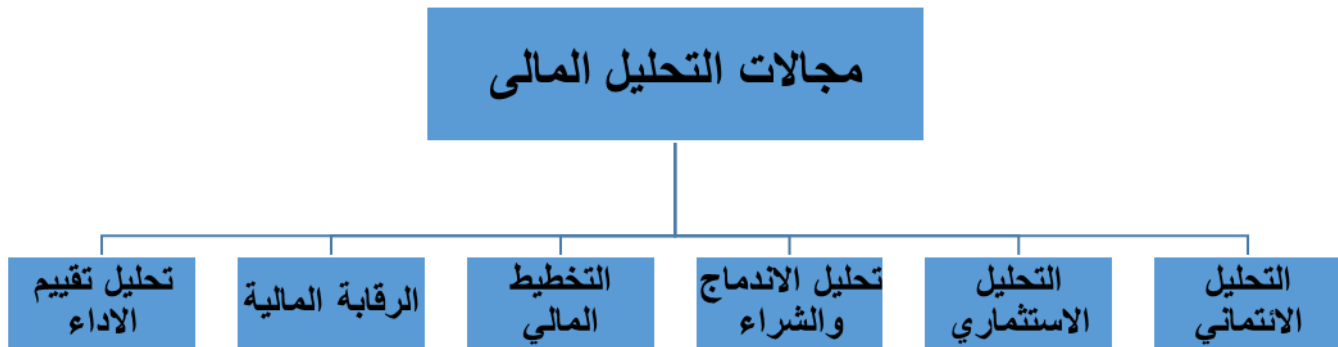 مجالات التحليل المالى
التحليل
الائتماني
التحليل
الاستثماري
تحليل الاندماج
والشراء
التخطيط
المالي
الرقابة المالية
تحليل تقييم
الاداء